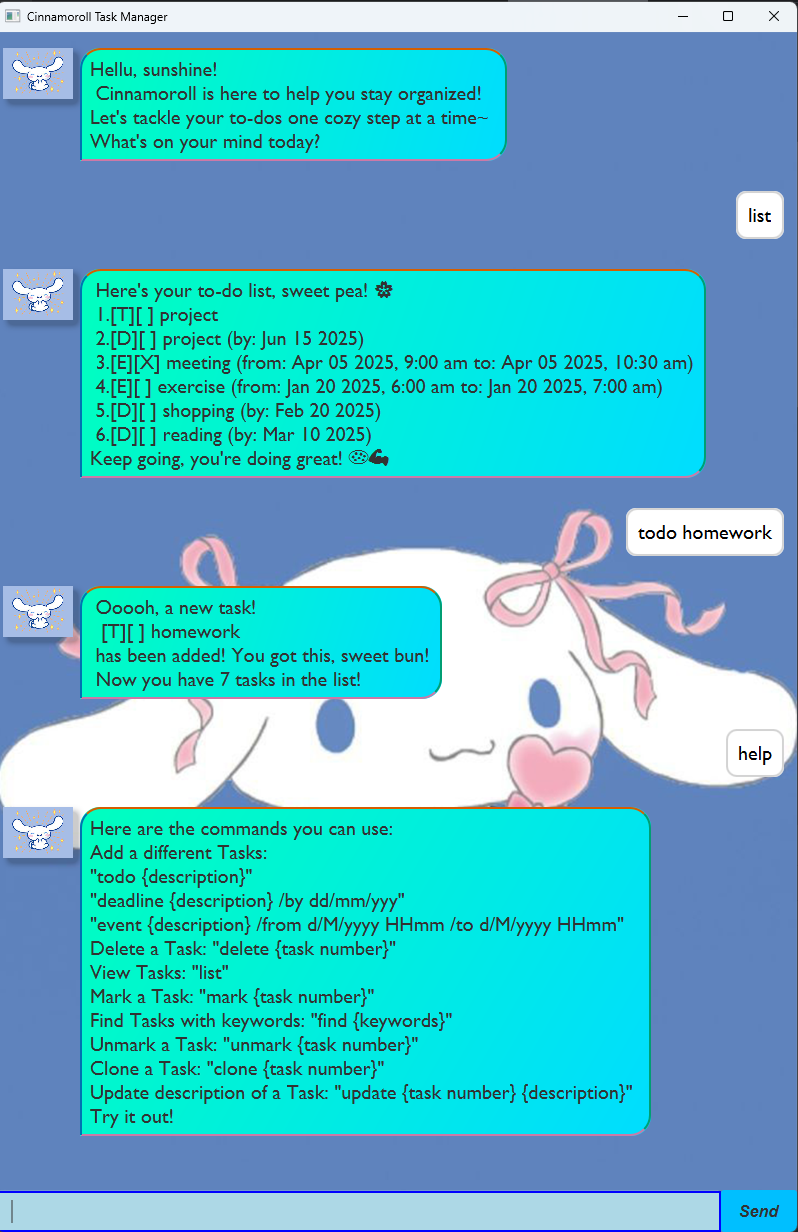 Cinnamoroll Task Manager
Hellu, sunshine!
Cinnamoroll is here to help you stay organized!
Let's tackle your to-dos one cozy step at a time~
What's on your mind today?
list
Here's your to-do list, sweet pea! 🌼
1.[T][ ] project
2.[D][ ] project (by: Jun 15 2025)
3.[E][X] meeting (from: Apr 05 2025, 9:00 am to: Apr 05 2025, 10:30 am)
4.[E][ ] exercise (from: Jan 20 2025, 6:00 am to: Jan 20 2025, 7:00 am)
5.[D][ ] shopping (by: Feb 20 2025)
6.[D][ ] reading (by: Mar 10 2025)
Keep going, you're doing great! 🍪💪
todo homework
Ooooh, a new task!
[T][ ] homework
has been added! You got this, sweet bun!
Now you have 7 tasks in the list!
help
Here are the commands you can use:
Add a different Tasks:
"todo {description}"
"deadline {description} /by dd/mm/yyy"
"event {description} /from d/M/yyyy HHmm /to d/M/yyyy HHmm"
Delete a Task: "delete {task number}"
View Tasks: "list"
Mark a Task: "mark {task number}"
Find Tasks with keywords: "find {keywords}"
Unmark a Task: "unmark {task number}"
Clone a Task: "clone {task number}"
Update description of a Task: "update {task number} {description}"
Try it out!
Send